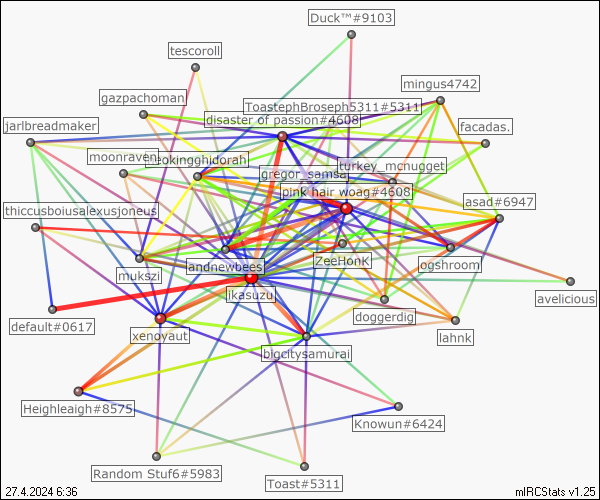 Duck™#9103
tescoroll
mingus4742
gazpachoman
ToastephBroseph5311#5311
disaster of passion#4608
jarlbreadmaker
facadas.
moonraven
neokingghidorah
turkey_mcnugget
gregor_samsa
pink hair woag#4608
asad#6947
thiccusboiusalexusjoneus
mukszi
landnewbees
ZeeHonk
ogshroom
ikasuzu
avelicious
default#0617
doggerdig
xenoyaut
lahnk
bigcitysamurai
Heighleaigh#8575
Knowun#6424
Random Stuf6#5983
Toast#5311
27.4.2024 6:36
mIRCStats v1.25